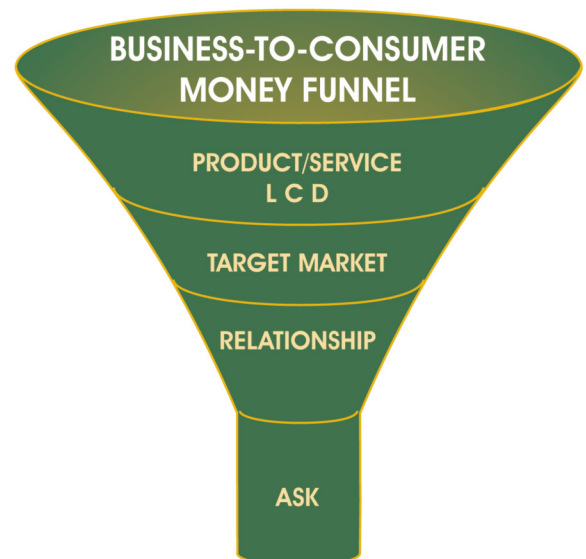 BUSINESS-TO-CONSUMER
MONEY FUNNEL
PRODUCT/SERVICE
L C D
TARGET MARKET
RELATIONSHIP
ASK